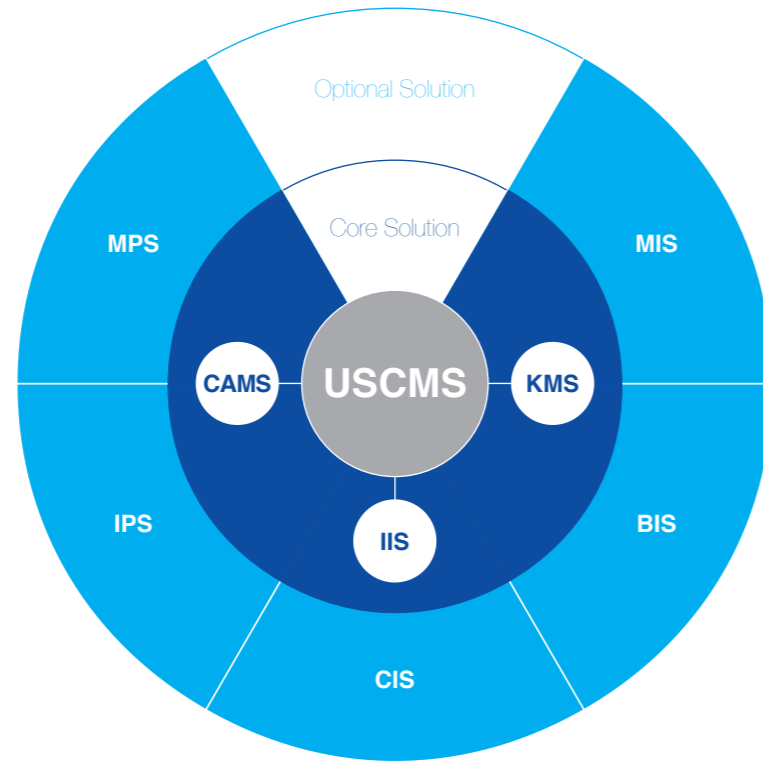 Optional Solution
Core Solution
MPS
MIS
CAMS
USCMS
KMS
IPS
BIS
IIS
CIS